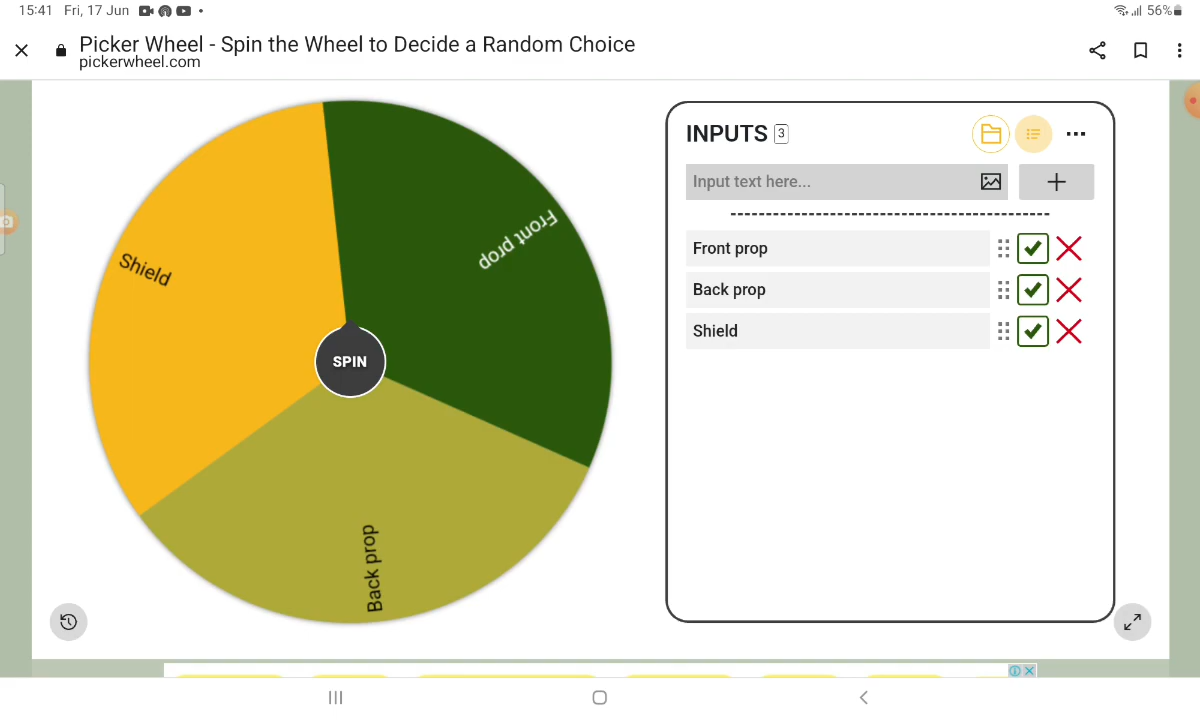 15:41 Fri, 17 Jun
56%
Picker Wheel - Spin the Wheel to Decide a Random Choice
pickerwheel.com
Front prop
Shield
SPIN
Back prop
INPUTS 3
Input text here...
Front prop
Back prop
Shield